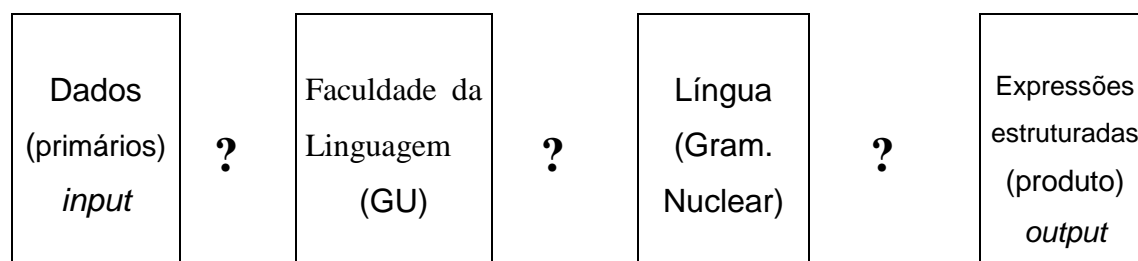 Dados
(primários)
input
?
Faculdade da
Linguagem
(GU)
?
Língua
(Gram.
Nuclear)
?
Expressões
estruturadas
(produto)
output